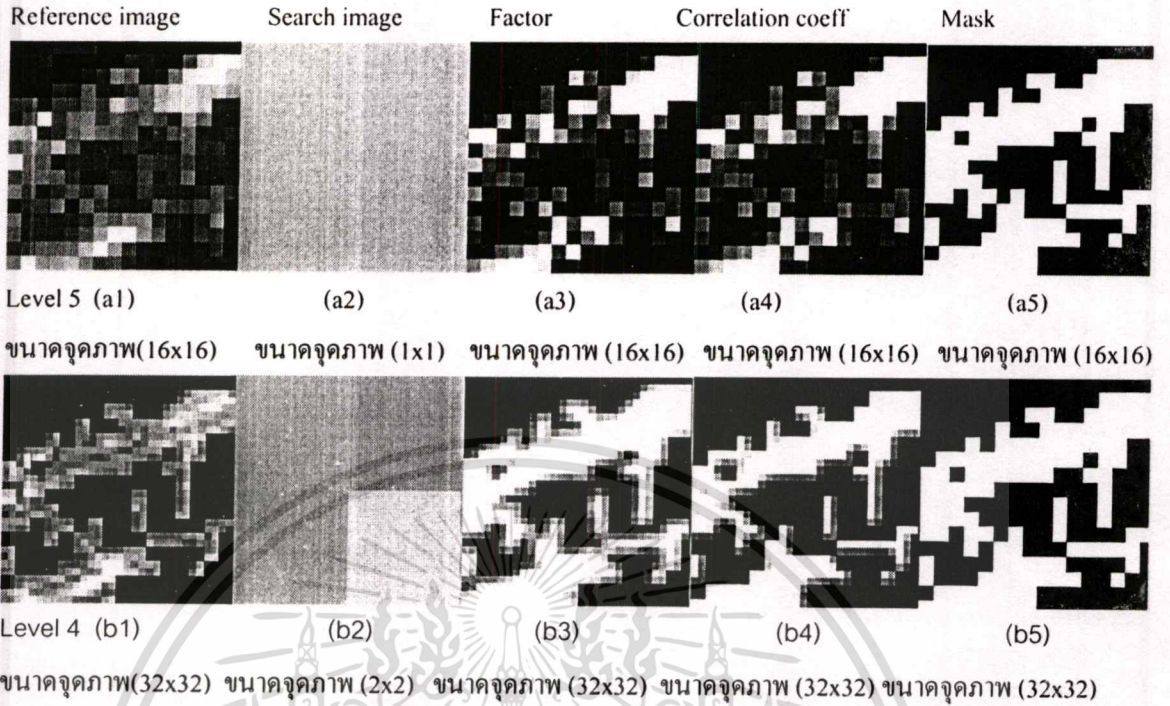 Reference image Search image Factor Correlation coeff Mask
Level 5 (a1) (a2) (a3) (a4) (a5)
ขนาดจุดภาพ(16x16) ขนาดจุดภาพ (1x1) ขนาดจุดภาพ (16x16) ขนาดจุดภาพ (16x16) ขนาดจุดภาพ (16x16)
Level 4 (b1) (b2) (b3) (b4) (b5)
ขนาดจุดภาพ(32x32) ขนาดจุดภาพ (2x2) ขนาดจุดภาพ (32x32) ขนาดจุดภาพ (32x32) ขนาดจุดภาพ (32x32)